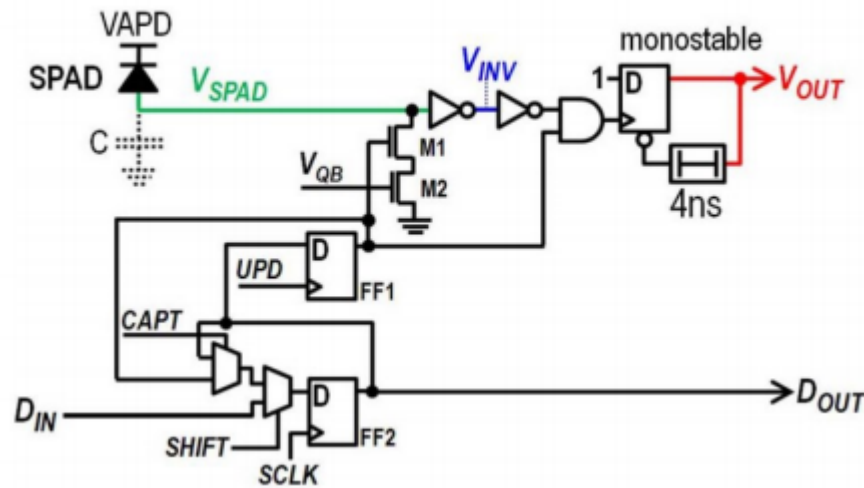 VAPD
monostable
SPAD
V_SPAD
V_INV
1
D
V_OUT
C
M1
V_QB
M2
4ns
D
UPD
FF1
CAPT
D
D_IN
D_OUT
FF2
SHIFT
SCLK